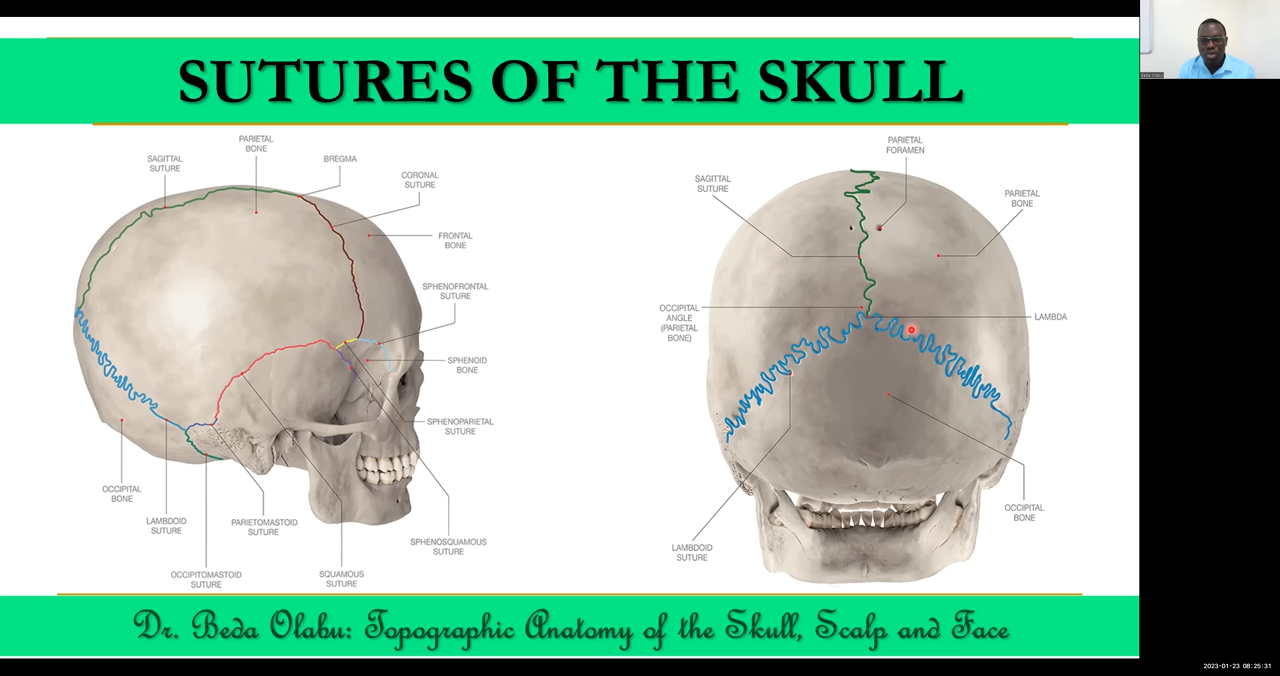 SUTURES OF THE SKULL
PARIETAL
BONE
SAGITTAL
SUTURE
BREGMA
CORONAL
SUTURE
FRONTAL
BONE
SPHENOFRONTAL
SUTURE
SPHENOID
BONE
SPHENOPARIETAL
SUTURE
OCCIPITAL
BONE
LAMBDOID
SUTURE
PARIETOMASTOID
SUTURE
SPHENOSQUAMOUS
SUTURE
OCCIPITOMASTOID
SUTURE
SQUAMOUS
SUTURE
PARIETAL
FORAMEN
SAGITTAL
SUTURE
PARIETAL
BONE
OCCIPITAL
ANGLE
(PARIETAL
BONE)
LAMBDA
OCCIPITAL
BONE
LAMBDOID
SUTURE
Dr. Beda Olabu: Topographic Anatomy of the Skull, Scalp and Face
Beda Olabu
2023-01-23 08:25:31